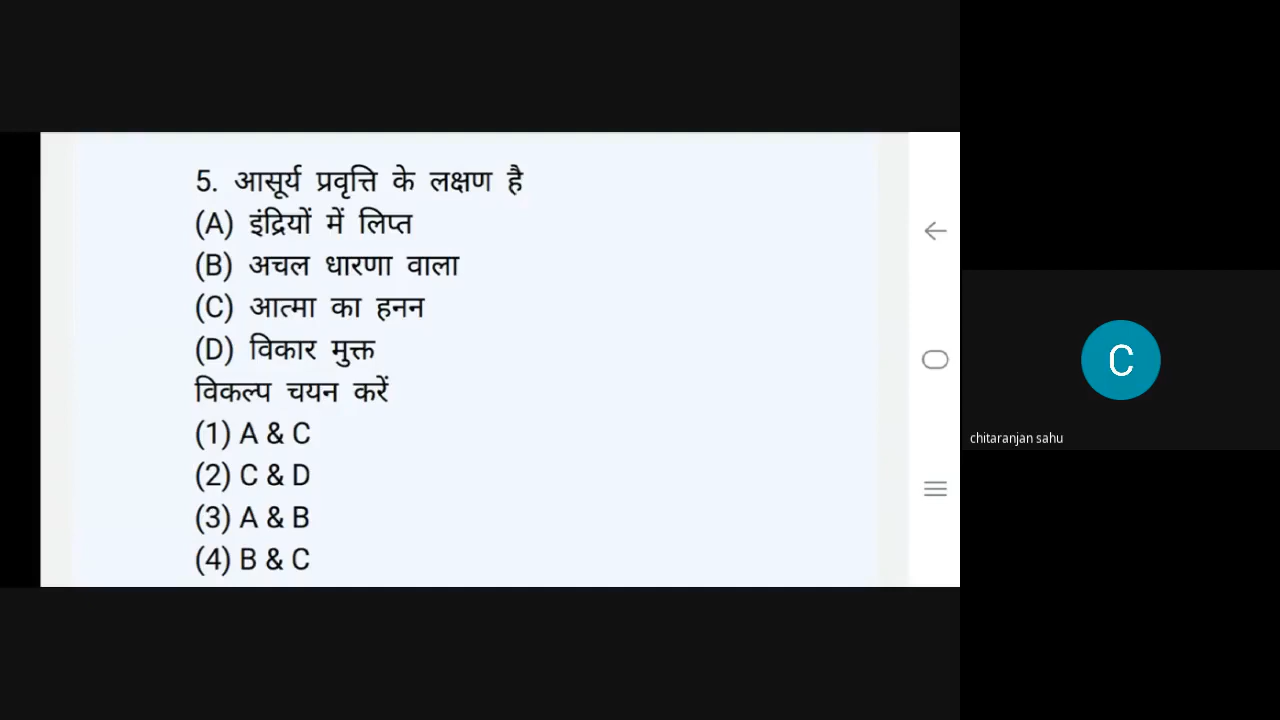 5. आसूर्य प्रवृत्ति के लक्षण है
(A) इंद्रियों में लिप्त
(B) अचल धारणा वाला
(C) आत्मा का हनन
(D) विकार मुक्त
विकल्प चयन करें
(1) A & C
(2) C & D
(3) A & B
(4) B & C
C
chitaranjan sahu